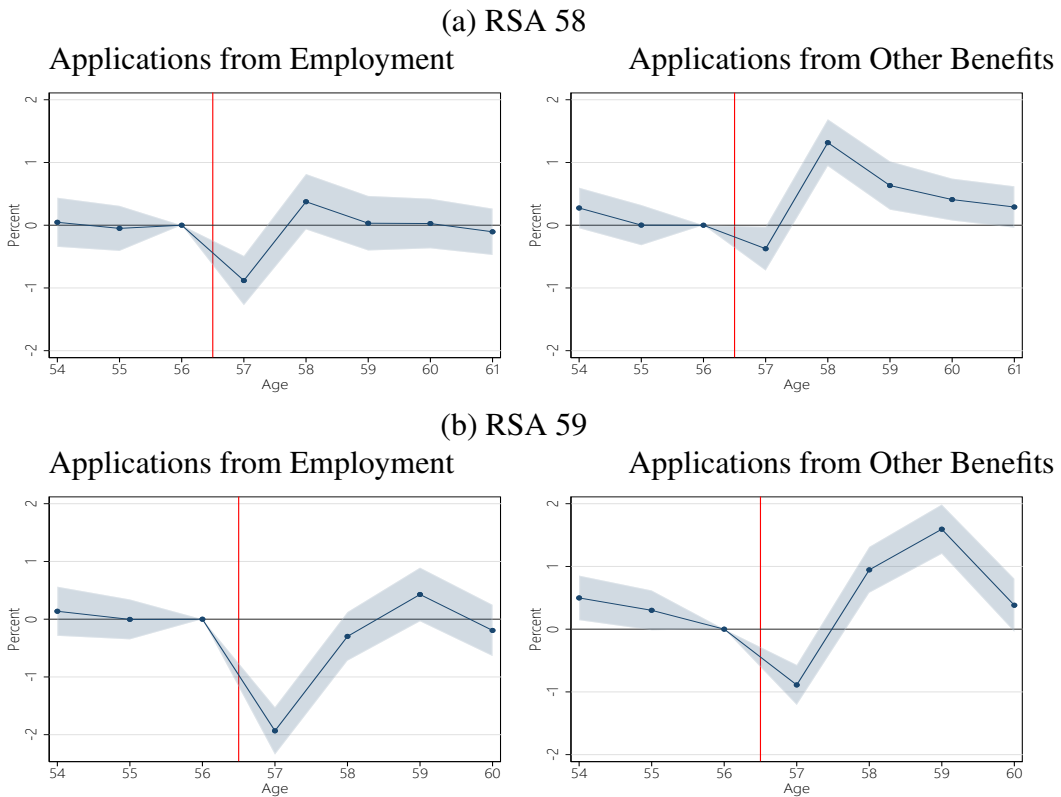 (a) RSA 58
Applications from Employment
Applications from Other Benefits
2
1
0
-1
-2
Percent
54 55 56 57 58 59 60 61
Age
2
1
0
-1
-2
Percent
54 55 56 57 58 59 60 61
Age
(b) RSA 59
Applications from Employment
Applications from Other Benefits
2
1
0
-1
-2
Percent
54 55 56 57 58 59 60
Age
2
1
0
-1
-2
Percent
54 55 56 57 58 59 60
Age